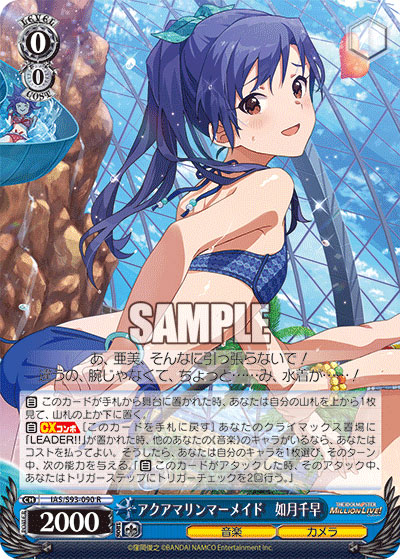 LEVEL
0
0
COST
SAMPLE
あ、亜美、そんなに引っ張らないで!
腕じゃなくて、ちょっと……み、水着が……!
自 このカードが手札から舞台に置かれた時、あなたは自分の山札を上から1枚
見て、山札の上か下に置く。
自 CXコンボ [このカードを手札に戻す] あなたのクライマックス置場に
「LEADER!!」が置かれた時、他のあなたの《音楽》のキャラがいるなら、あなたは
コストを払ってよい。そうしたら、あなたは自分のキャラを1枚選び、そのターン
中、次の能力を与える。『自 このカードがアタックした時、そのアタック中、
あなたはトリガーステップにトリガーチェックを2回行う。』
CH IAS/S93-090 R
アクアマリンマーメイド 如月千早
THE IDOLM@STER
MILLION LIVE!
2000
音楽
カメラ
©窪岡俊之 ©BANDAI NAMCO Entertainment Inc.